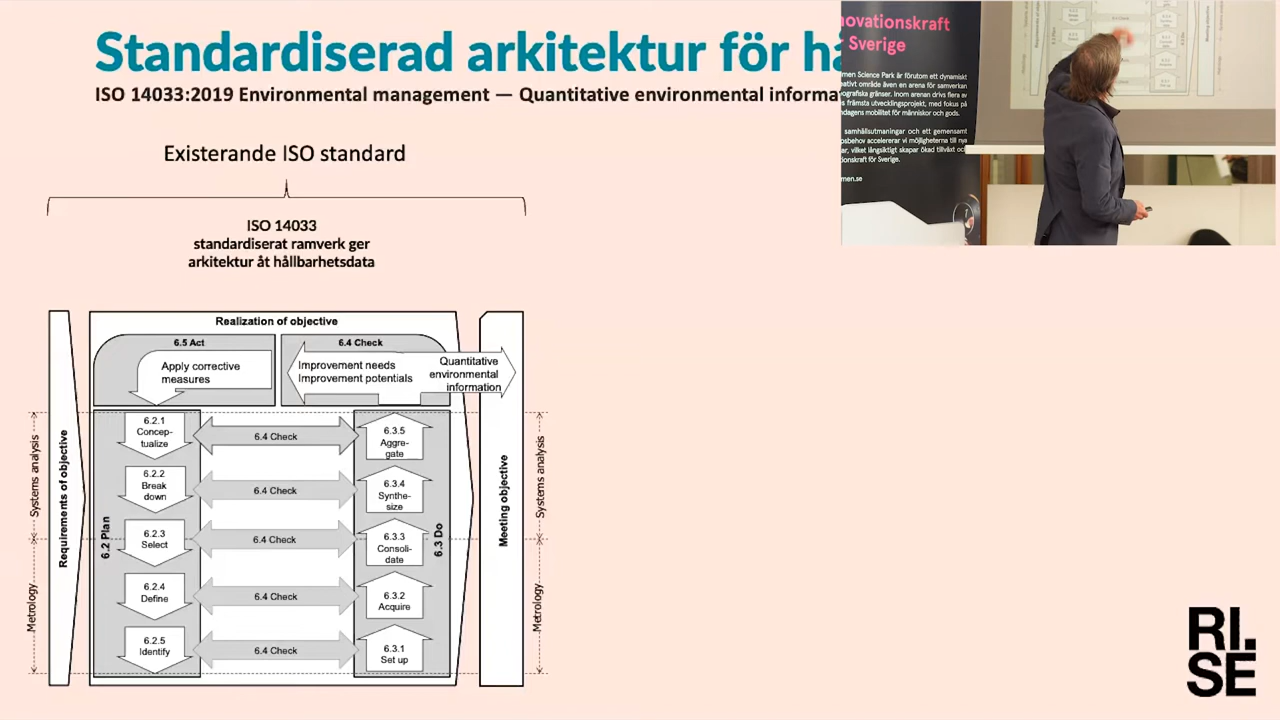 Standardiserad arkitektur för hå
ISO 14033:2019 Environmental management — Quantitative environmental informat
Existerande ISO standard
ISO 14033
standardiserat ramverk ger
arkitektur åt hållbarhetsdata
Realization of objective
6.5 Act
6.4 Check
Apply corrective
measures
Improvement needs
Improvement potentials
Quantitative
environmental
information
Systems analysis
Metrology
Requirements of objective
6.2 Plan
6.2.1
Concep-
tualize
6.2.2
Break
down
6.2.3
Select
6.2.4
Define
6.2.5
Identify
6.4 Check
6.4 Check
6.4 Check
6.4 Check
6.4 Check
6.3.5
Aggre-
gate
6.3.4
Synthe-
size
6.3.3
Consoli-
date
6.3.2
Acquire
6.3.1
Set up
6.3 Do
Meeting objective
Systems analysis
Metrology
novationskraft
Sverige
men Science Park är förutom ett dynamiskt
ativt område även en arena för samverkan
ografiska gränser. Inom arenan drivs flera av
s främsta utvecklingsprojekt, med fokus på
ndagens mobilitet för människor och gods.
samhällsutmaningar och ett gemensamt
osbehov accelererar vi möjligheterna till nya
ar, vilket långsiktigt skapar ökad tillväxt och
ionskraft för Sverige.
men.se
RI.
SE